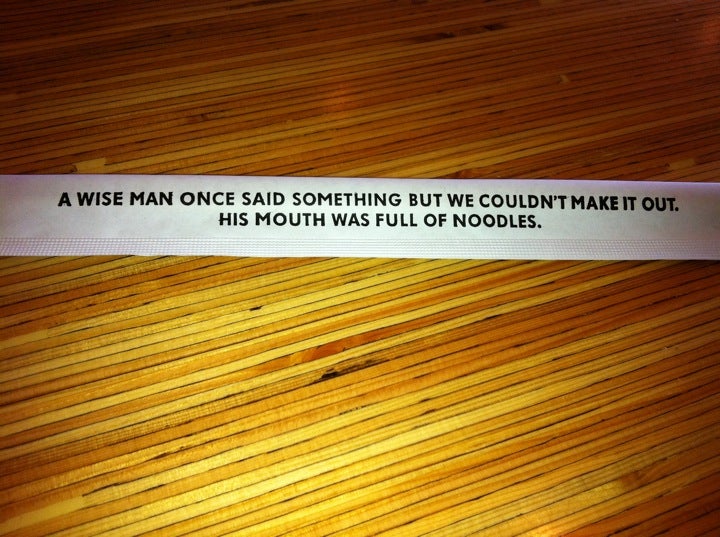 A WISE MAN ONCE SAID SOMETHING BUT WE COULDN'T MAKE IT OUT.
HIS MOUTH WAS FULL OF NOODLES.